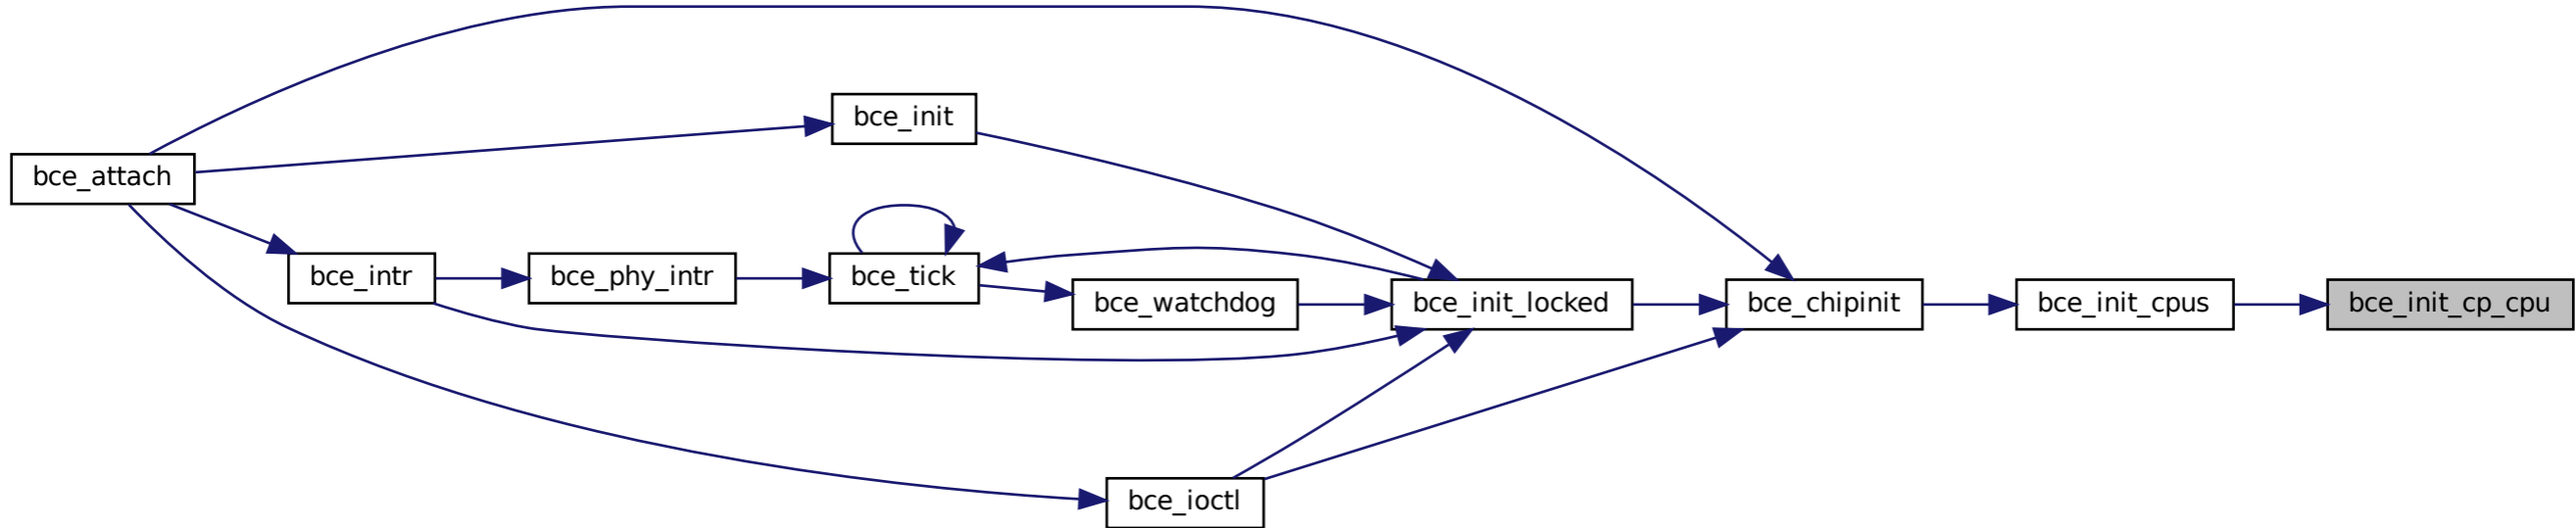 bce_attach
bce_init
bce_intr
bce_phy_intr
bce_tick
bce_watchdog
bce_init_locked
bce_chipinit
bce_init_cpus
bce_init_cp_cpu
bce_ioctl